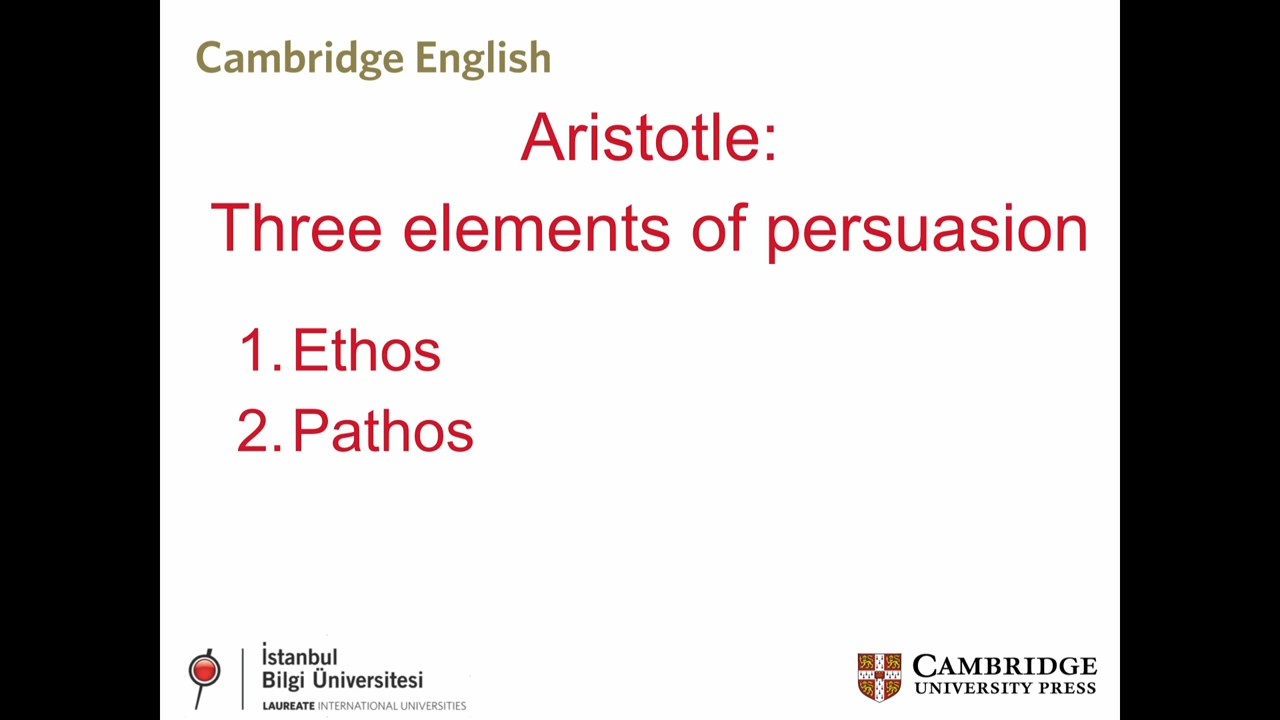 Cambridge English
Aristotle:
Three elements of persuasion
1. Ethos
2. Pathos
İstanbul
Bilgi Üniversitesi
LAUREATE INTERNATIONAL UNIVERSITIES
CAMBRIDGE
UNIVERSITY PRESS